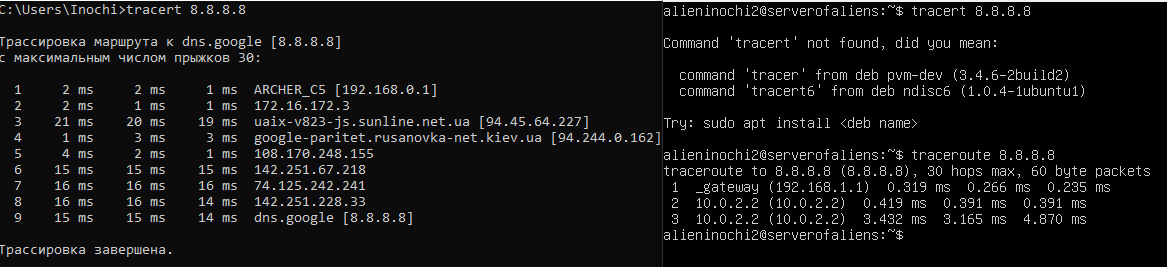 C:\Users\Inochi>tracert 8.8.8.8
Трассировка маршрута к dns.google [8.8.8.8]
с максимальным числом прыжков 30:
1 2 ms 2 ms 1 ms ARCHER_C5 [192.168.0.1]
2 2 ms 1 ms 1 ms 172.16.172.3
3 21 ms 20 ms 19 ms uaix-v823-js.sunline.net.ua [94.45.64.227]
4 1 ms 3 ms 3 ms google-paritet.rusanovka-net.kiev.ua [94.244.0.162]
5 4 ms 2 ms 1 ms 108.170.248.155
6 15 ms 15 ms 15 ms 142.251.67.218
7 16 ms 16 ms 16 ms 74.125.242.241
8 16 ms 16 ms 14 ms 142.251.228.33
9 15 ms 15 ms 14 ms dns.google [8.8.8.8]
Трассировка завершена.
alieninochi2@serverofaliens:~$ tracert 8.8.8.8
Command 'tracert' not found, did you mean:
command 'tracer' from deb pvm-dev (3.4.6-2build2)
command 'tracert6' from deb ndisc6 (1.0.4-1ubuntu1)
Try: sudo apt install <deb name>
alieninochi2@serverofaliens:~$ traceroute 8.8.8.8
traceroute to 8.8.8.8 (8.8.8.8), 30 hops max, 60 byte packets
1 _gateway (192.168.1.1) 0.319 ms 0.266 ms 0.235 ms
2 10.0.2.2 (10.0.2.2) 0.419 ms 0.391 ms 0.391 ms
3 10.0.2.2 (10.0.2.2) 3.432 ms 3.165 ms 4.870 ms
alieninochi2@serverofaliens:~$